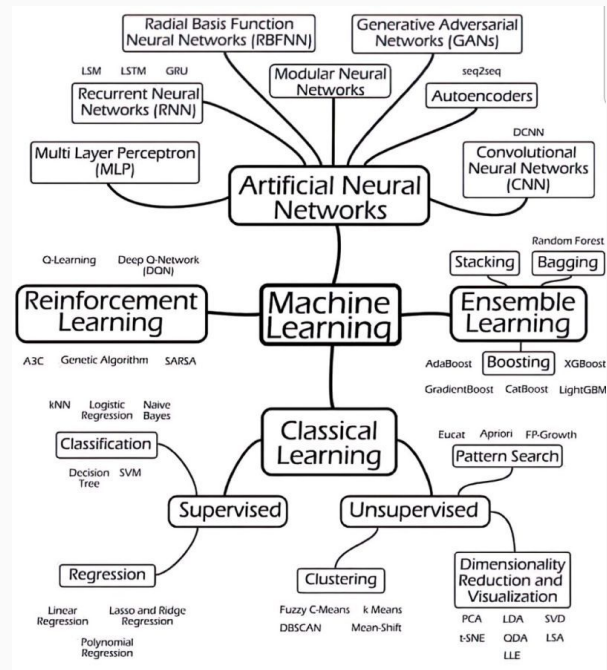 Radial Basis Function
Neural Networks (RBFNN)
Generative Adversarial
Networks (GANs)
LSM LSTM GRU
Recurrent Neural
Networks (RNN)
Modular Neural
Networks
seq2seq
Autoencoders
Multi Layer Perceptron
(MLP)
DCNN
Convolutional
Neural Networks
(CNN)
Artificial Neural
Networks
Q-Learning
Deep Q-Network
(DQN)
Reinforcement
Learning
A3C Genetic Algorithm SARSA
Machine
Learning
Random Forest
Stacking
Bagging
Ensemble
Learning
AdaBoost
Boosting
XGBoost
GradientBoost CatBoost LightGBM
Classical
Learning
kNN
Logistic
Regression
Naive
Bayes
Classification
Decision
Tree
SVM
Supervised
Regression
Linear
Regression
Lasso and Ridge
Regression
Polynomial
Regression
Eucat Apriori FP-Growth
Pattern Search
Unsupervised
Clustering
Fuzzy C-Means k Means
DBSCAN Mean-Shift
Dimensionality
Reduction and
Visualization
PCA LDA SVD
t-SNE QDA LSA
LLE